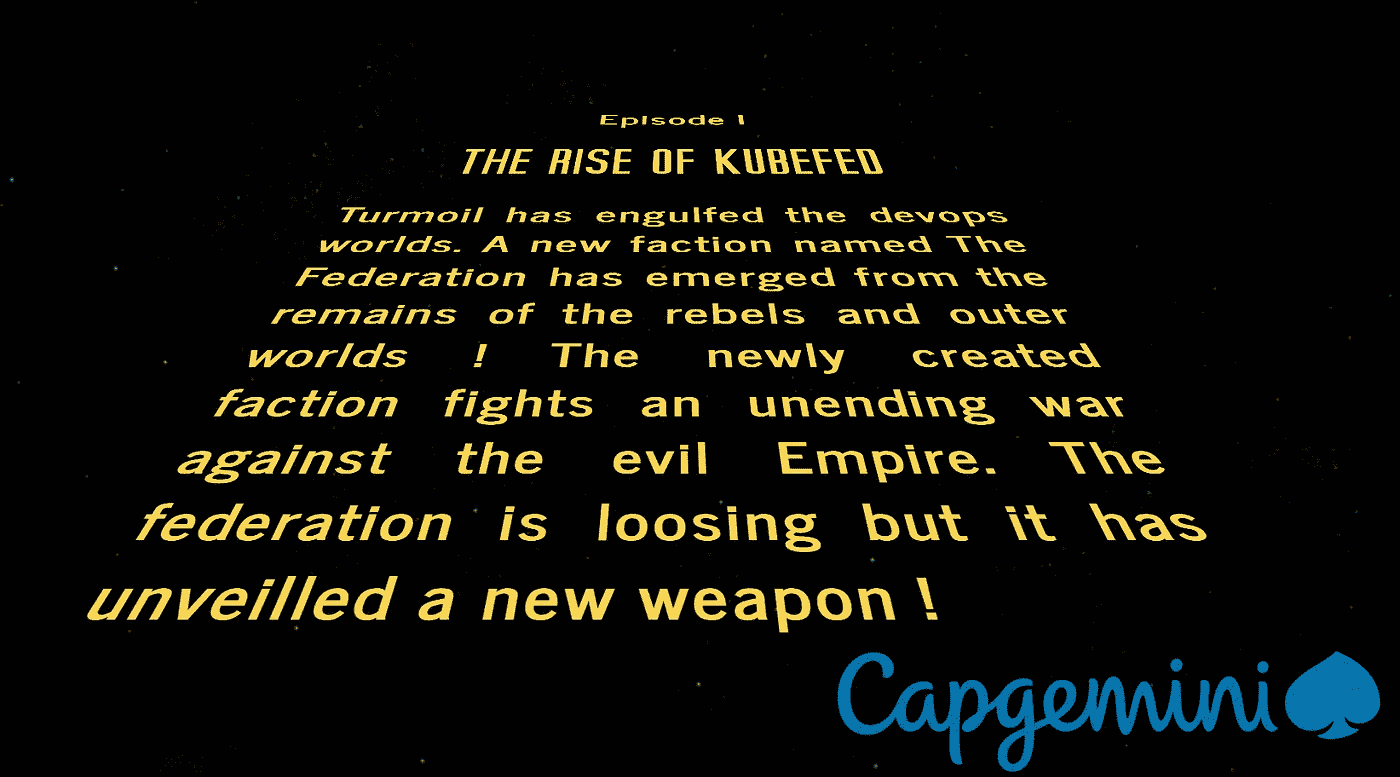 Episode I
THE RISE OF KUBEFED
Turmoil has engulfed the devops
worlds. A new faction named The
Federation has emerged from the
remains of the rebels and outer
worlds ! The newly created
faction fights an unending war
against the evil Empire. The
federation is loosing but it has
unveilled a new weapon !
Capgemini